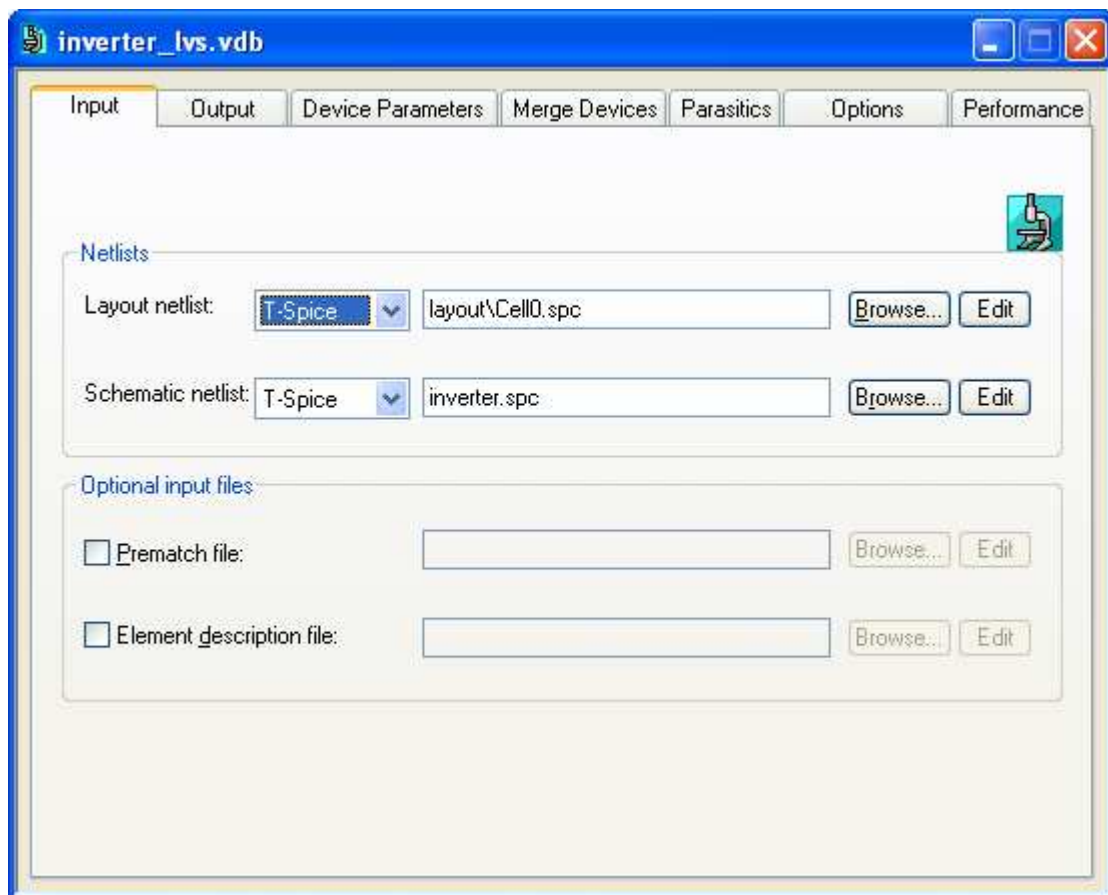 inverter_lvs.vdb
Input Output Device Parameters Merge Devices Parasitics Options Performance
Netlists
Layout netlist: T-Spice layout\Cell0.spc Browse... Edit
Schematic netlist: T-Spice inverter.spc Browse... Edit
Optional input files
Prematch file: Browse... Edit
Element description file: Browse... Edit